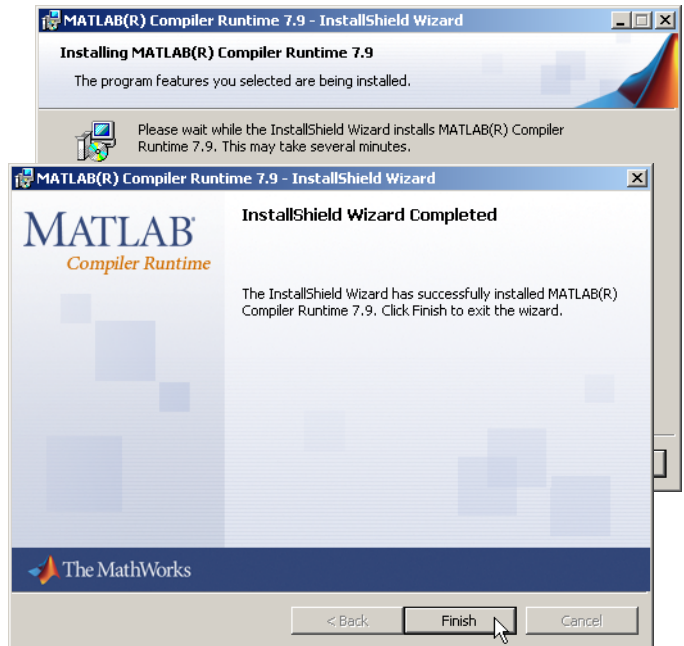 MATLAB(R) Compiler Runtime 7.9 - InstallShield Wizard
Installing MATLAB(R) Compiler Runtime 7.9
The program features you selected are being installed.
Please wait while the InstallShield Wizard installs MATLAB(R) Compiler
Runtime 7.9. This may take several minutes.
MATLAB(R) Compiler Runtime 7.9 - InstallShield Wizard
MATLAB®
Compiler Runtime
InstallShield Wizard Completed
The InstallShield Wizard has successfully installed MATLAB(R)
Compiler Runtime 7.9. Click Finish to exit the wizard.
The MathWorks
< Back
Finish
Cancel